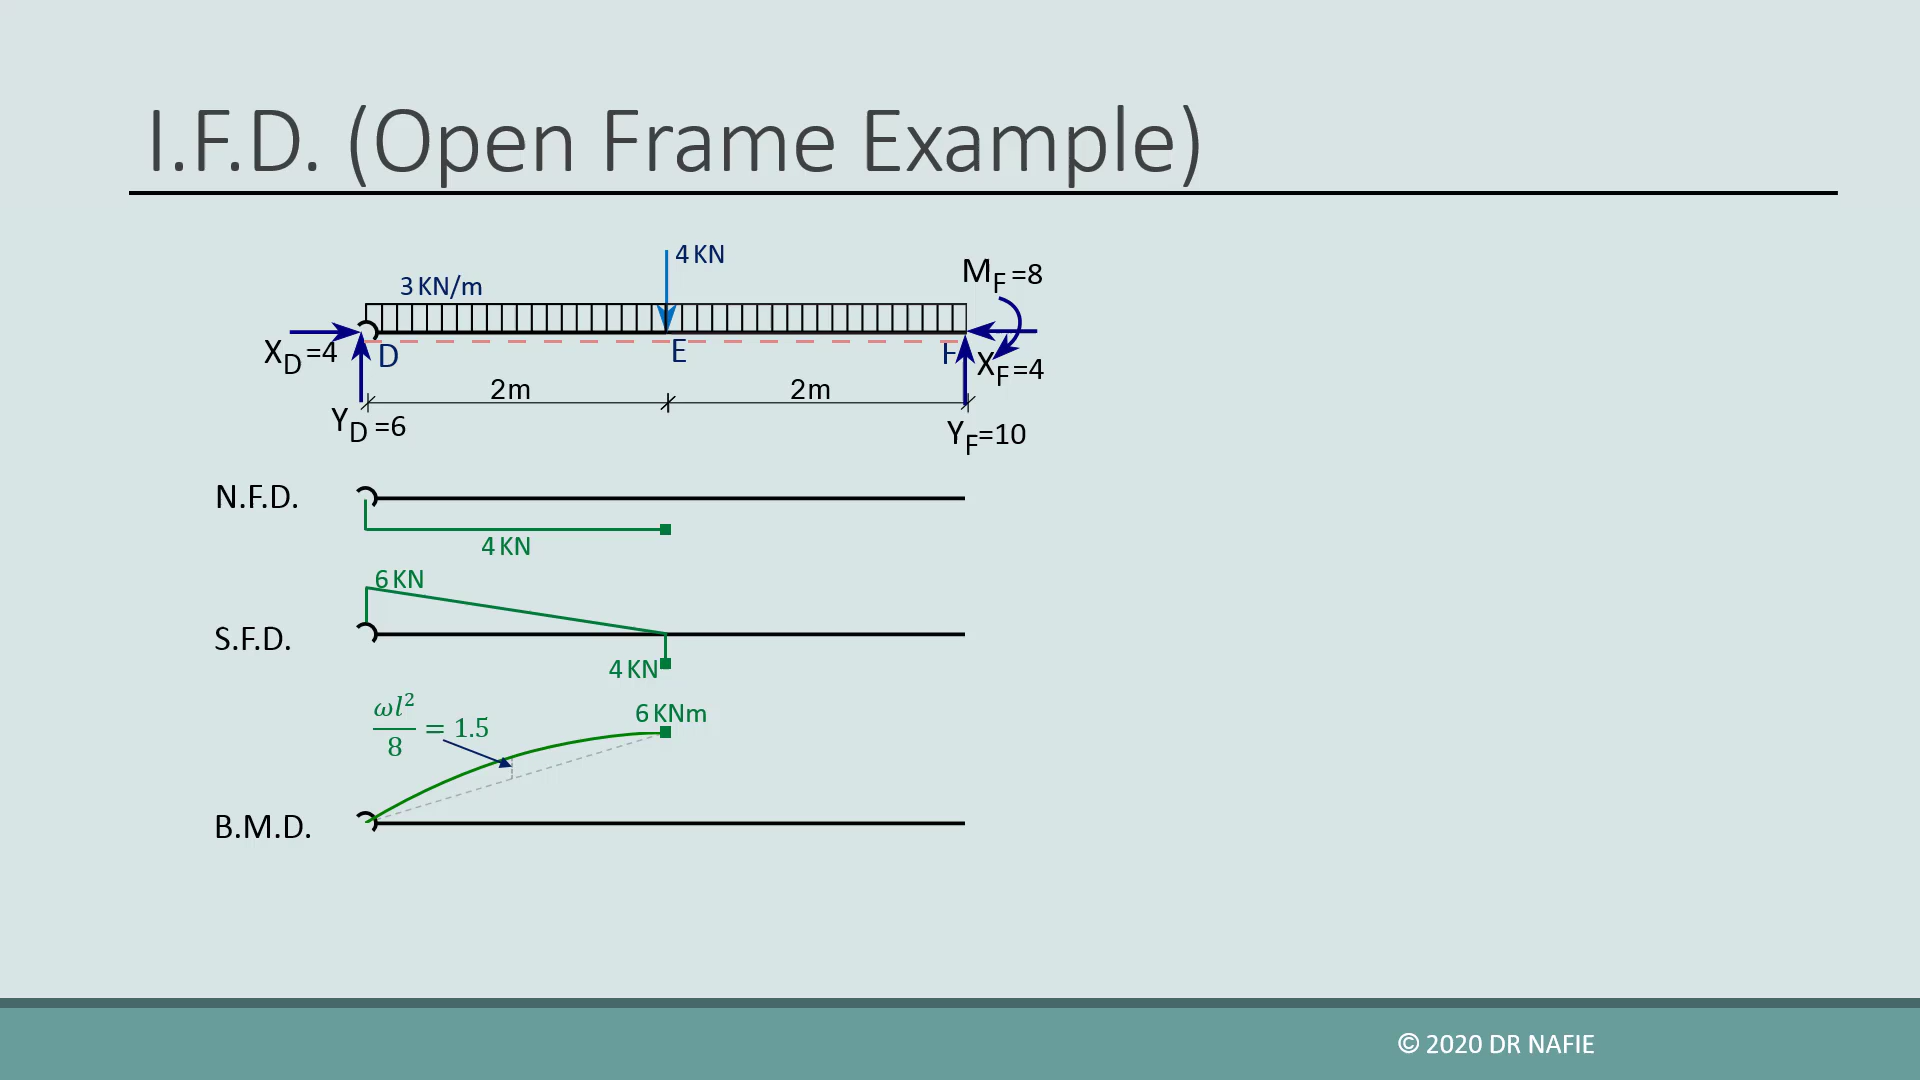 I.F.D. (Open Frame Example)
4 KN
3 KN/m
M_F =8
X_D =4
D
E
F
X_F =4
2m
2m
Y_D =6
Y_F =10
N.F.D.
4 KN
6 KN
S.F.D.
4 KN
ωl²/8 = 1.5
6 KNm
B.M.D.
© 2020 DR NAFIE